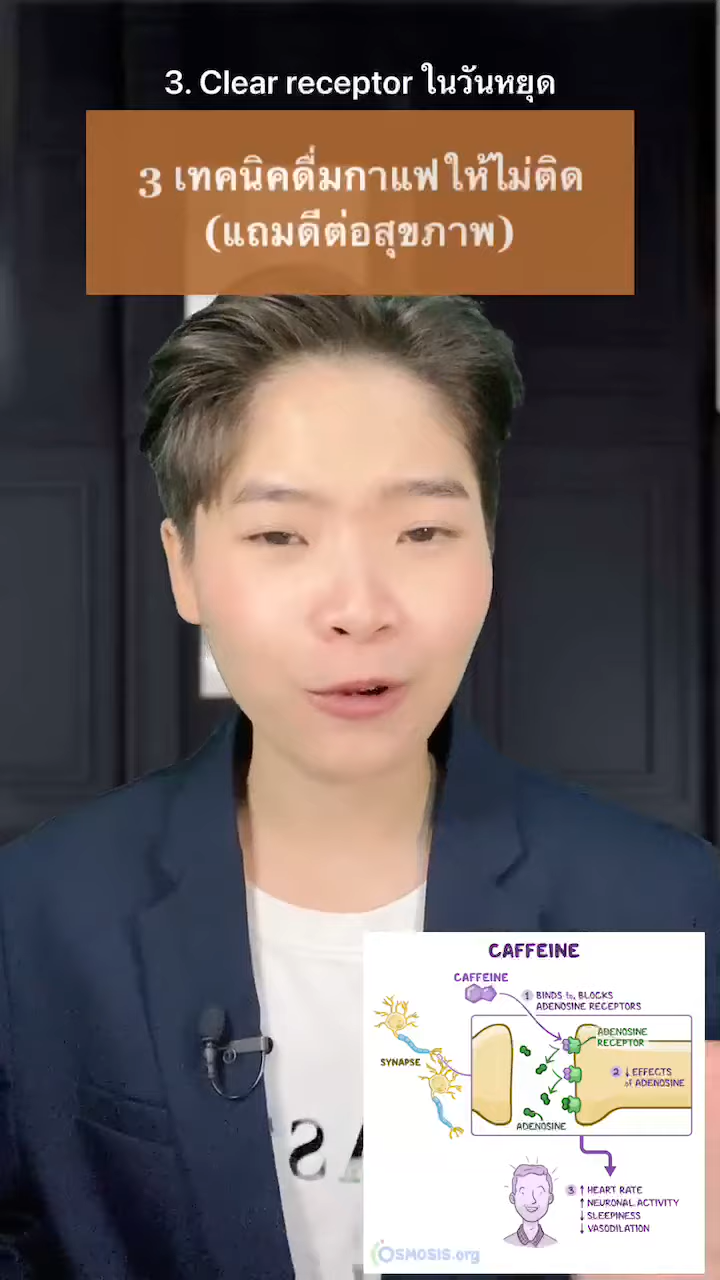 3. Clear receptor ในวันหยุด
3 เทคนิคดื่มกาแฟให้ไม่ติด
(แถมดีต่อสุขภาพ)
CAFFEINE
CAFFEINE
1 BINDS to, BLOCKS
ADENOSINE RECEPTORS
ADENOSINE
RECEPTOR
SYNAPSE
2 ↓ EFFECTS
of ADENOSINE
ADENOSINE
3 ↑ HEART RATE
↑ NEURONAL ACTIVITY
↓ SLEEPINESS
↓ VASODILATION
OSMOSIS.org